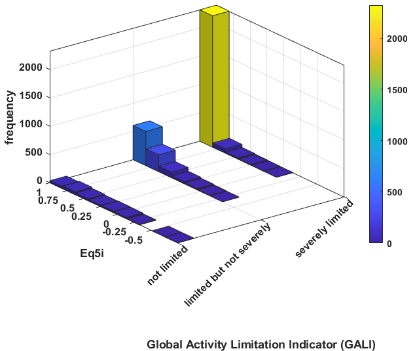 frequency
2000
1500
1000
500
0
1
0.75
0.5
0.25
0
-0.25
-0.5
Eq5i
not limited
limited but not severely
severely limited
Global Activity Limitation Indicator (GALI)
2000
1500
1000
500
0